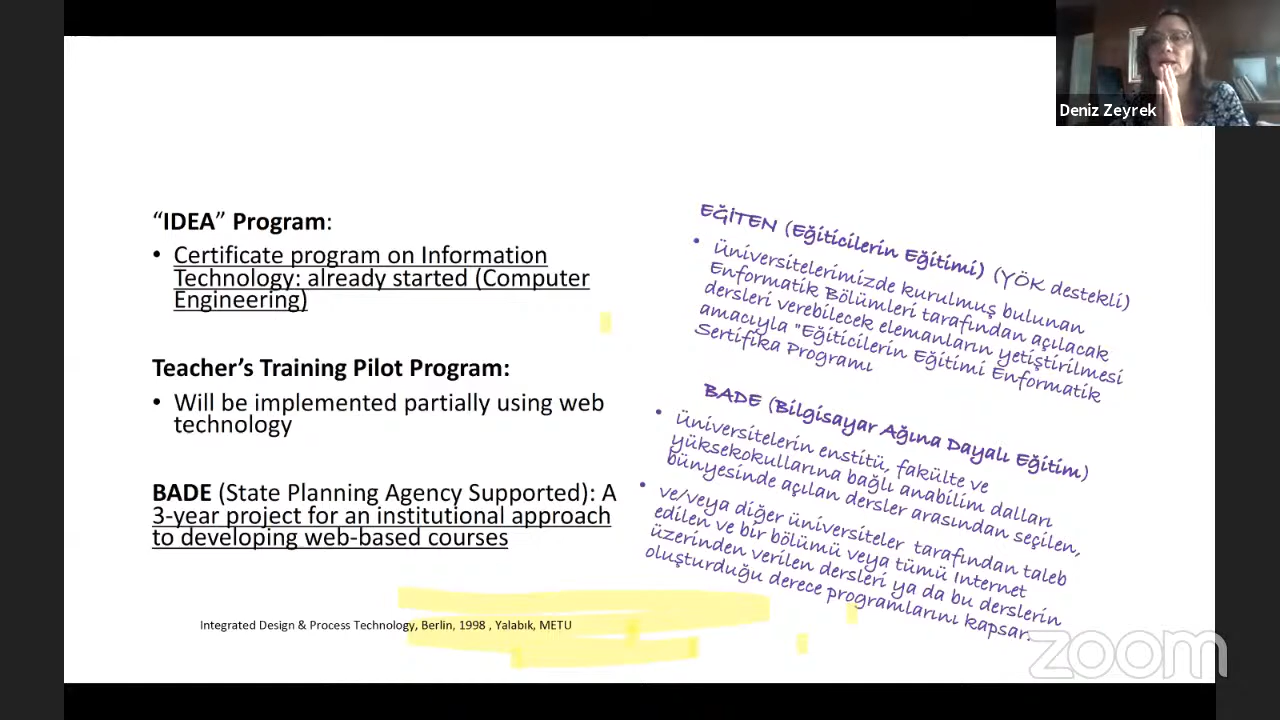 Deniz Zeyrek
“IDEA” Program:
• Certificate program on Information
Technology: already started (Computer
Engineering)
Teacher’s Training Pilot Program:
• Will be implemented partially using web
technology
BADE (State Planning Agency Supported): A
3-year project for an institutional approach
to developing web-based courses
Integrated Design & Process Technology, Berlin, 1998 , Yalabık, METU
EĞİTEN (Eğiticilerin Eğitimi) (YÖK destekli)
• Üniversitelerimizde kurulmuş bulunan
Enformatik Bölümleri tarafından açılacak
dersleri verebilecek elemanların yetiştirilmesi
amacıyla "Eğiticilerin Eğitimi Enformatik
Sertifika Programı
BADE (Bilgisayar Ağına Dayalı Eğitim)
• Üniversitelerin enstitü, fakülte ve
yüksekokullarına bağlı anabilim dalları
bünyesinde açılan dersler arasından seçilen,
• ve/veya diğer üniversiteler tarafından taleb
edilen ve bir bölümü veya tümü Internet
üzerinden verilen dersleri ya da bu derslerin
oluşturduğu derece programlarını kapsar.
zoom